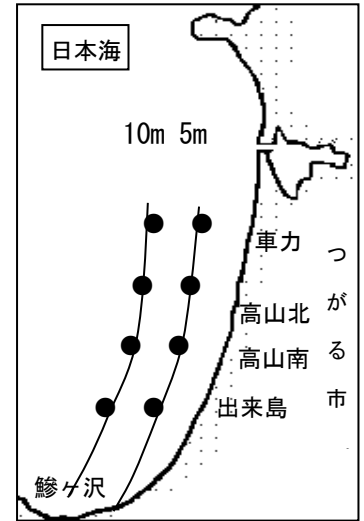 日本海
10m 5m
車力
高山北
高山南
出来島
つがる市
鰺ヶ沢